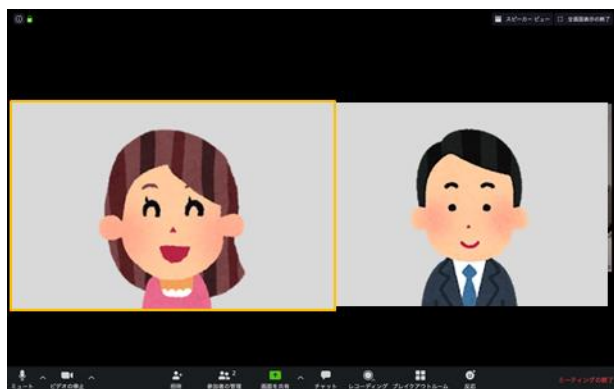 スピーカー ビュー
全画面表示の終了
ミュート
ビデオの停止
招待
参加者の管理
2
画面を共有
チャット
レコーディング
ブレイクアウトルーム
反応
ミーティングの終了